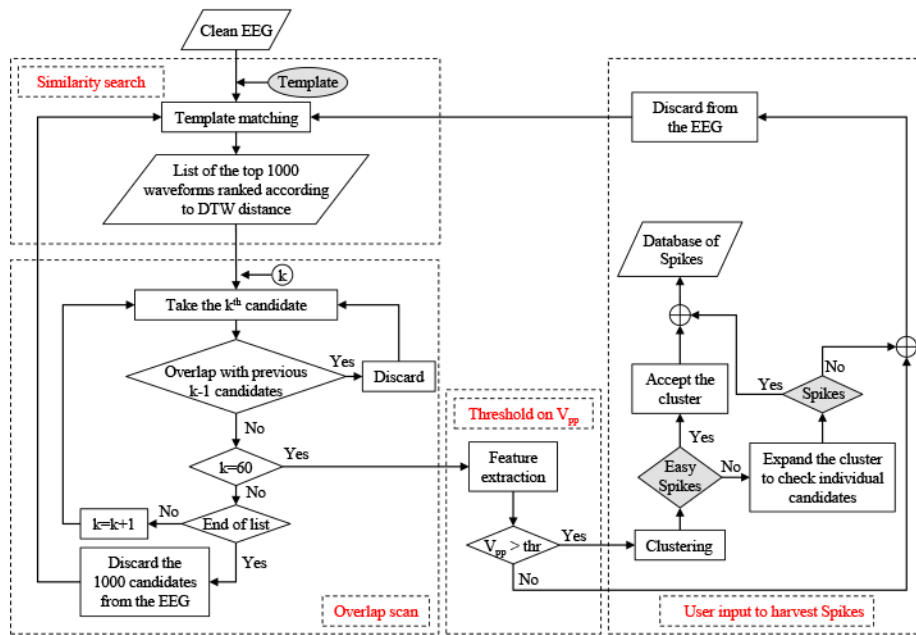 Clean EEG
Similarity search
Template
Template matching
List of the top 1000
waveforms ranked according
to DTW distance
k
Take the kth candidate
Overlap with previous
k-1 candidates
Yes
Discard
No
k=60
Yes
No
End of list
No
k=k+1
Yes
Discard the
1000 candidates
from the EEG
Overlap scan
Threshold on Vpp
Feature
extraction
Vpp > thr
Yes
No
Discard from
the EEG
Database of
Spikes
Accept the
cluster
Yes
No
Spikes
Yes
Easy
Spikes
No
Expand the cluster
to check individual
candidates
Clustering
User input to harvest Spikes